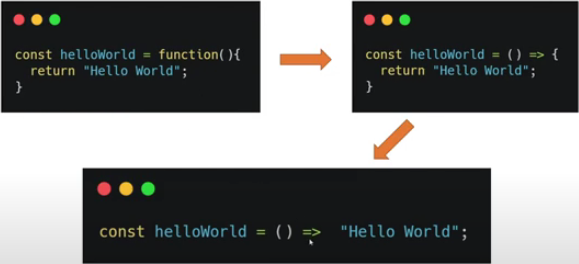 const helloWorld = function(){
return "Hello World";
}
const helloWorld = () => {
return "Hello World";
}
const helloWorld = () => "Hello World";